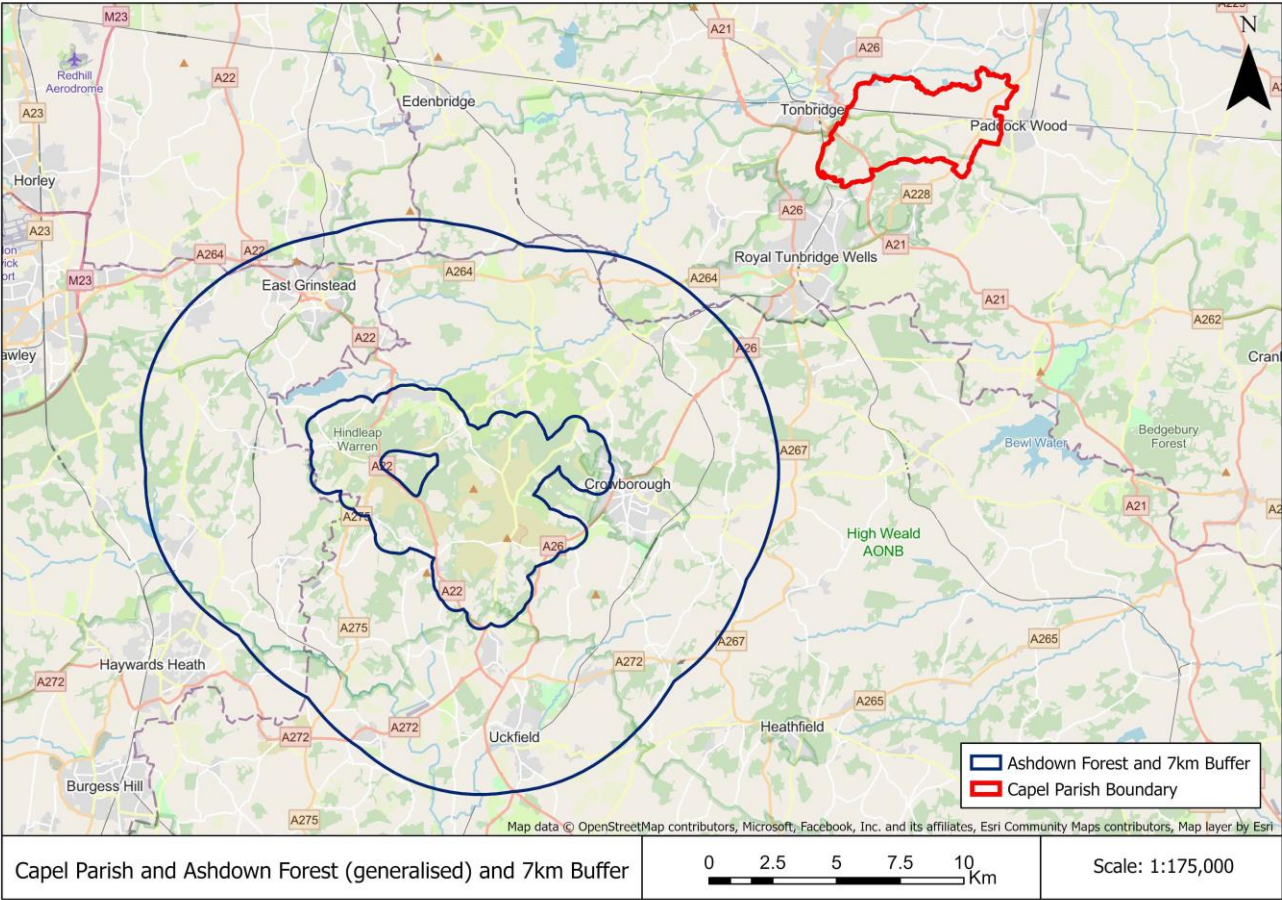 M23
A21
A26
N
Redhill
Aerodrome
A22
A23
Edenbridge
Tonbridge
Paddock Wood
Horley
A228
A26
A23
A264
A22
A21
Royal Tunbridge Wells
M23
East Grinstead
A264
A264
A21
A262
A22
A26
Hindleap
Warren
A22
Crowborough
A267
Bewl Water
Bedgebury
Forest
A275
A21
A26
High Weald
AONB
A22
A275
A267
A265
Haywards Heath
A272
A272
A265
A272
A272
Uckfield
Heathfield
Burgess Hill
A275
Ashdown Forest and 7km Buffer
Capel Parish Boundary
Map data © OpenStreetMap contributors, Microsoft, Facebook, Inc. and its affiliates, Esri Community Maps contributors, Map layer by Esri
Capel Parish and Ashdown Forest (generalised) and 7km Buffer
0 2.5 5 7.5 10
Km
Scale: 1:175,000